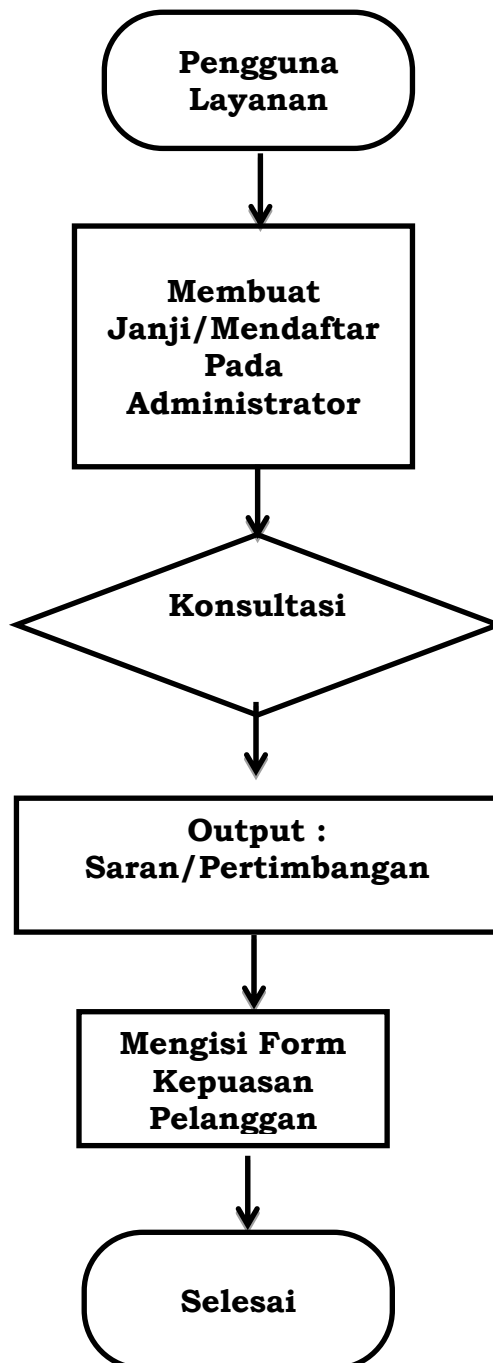 Pengguna
Layanan
Membuat
Janji/Mendaftar
Pada
Administrator
Konsultasi
Output :
Saran/Pertimbangan
Mengisi Form
Kepuasan
Pelanggan
Selesai